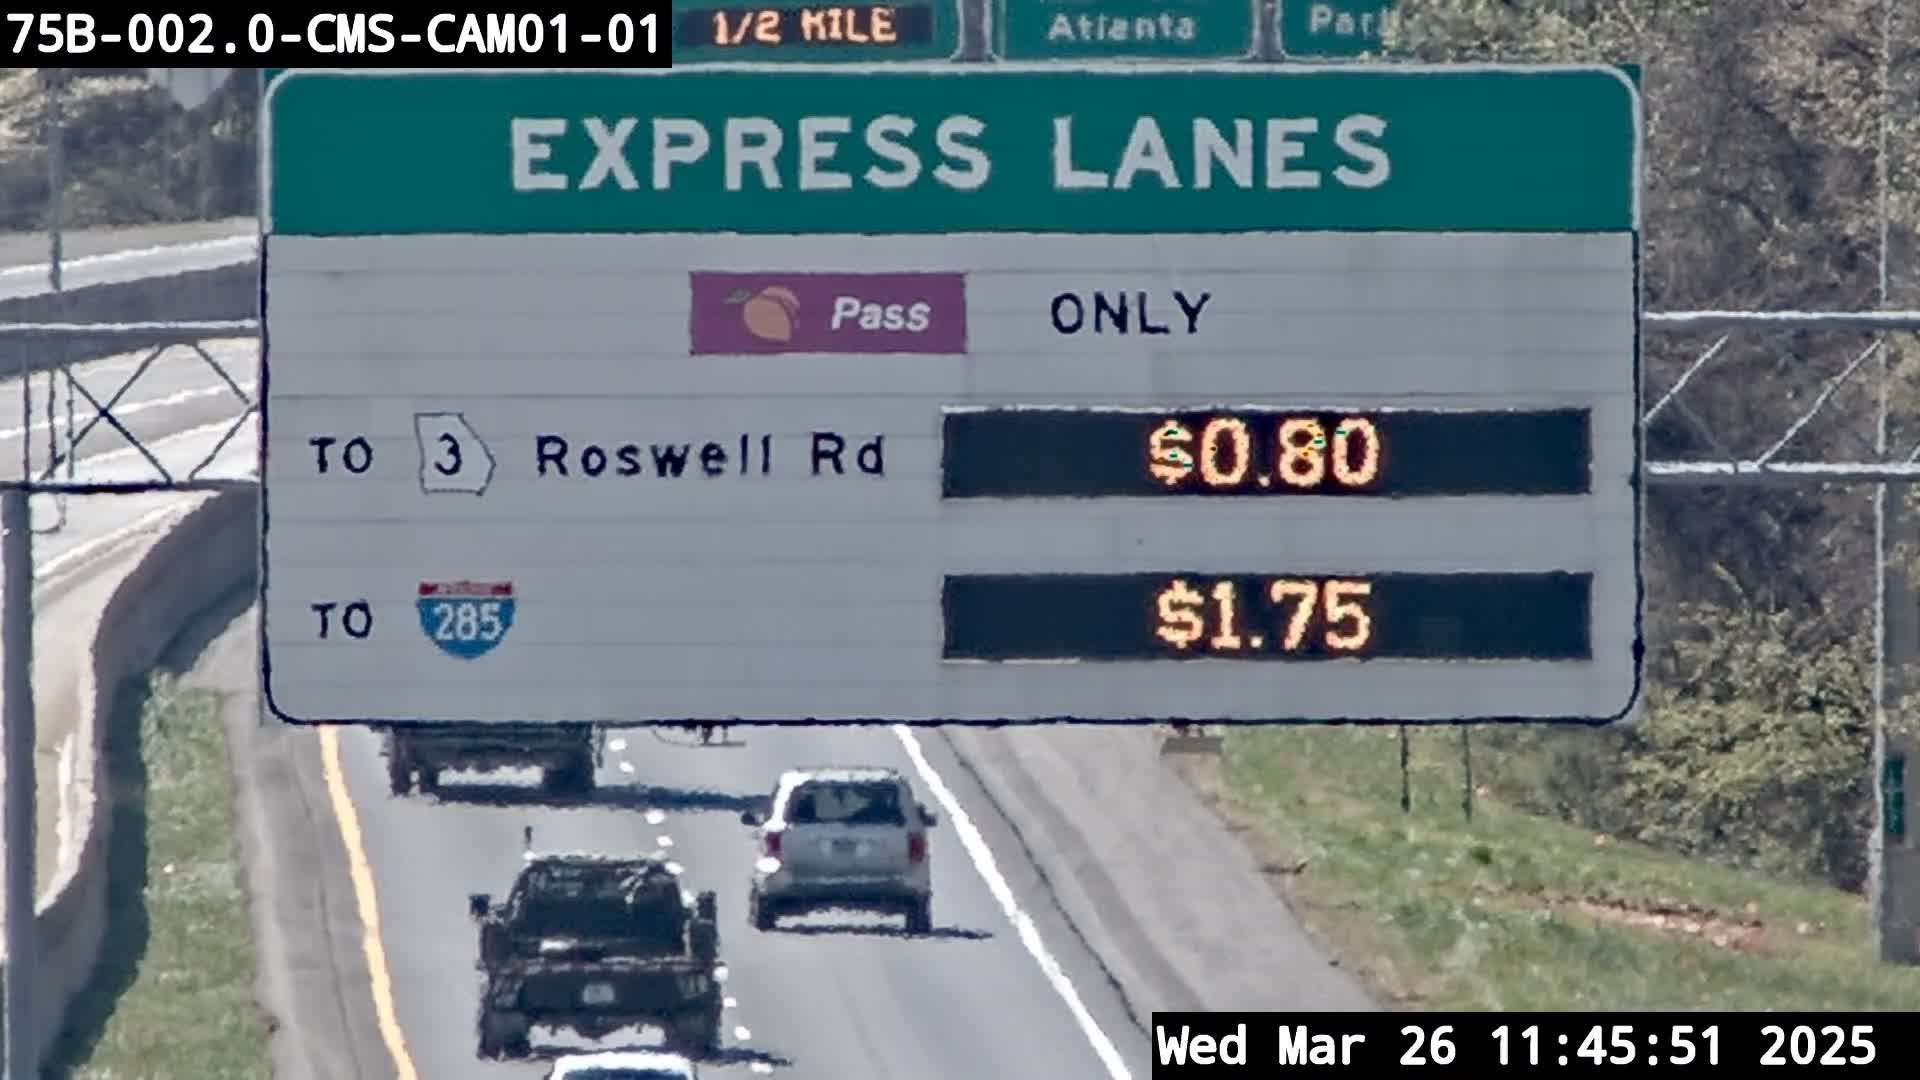 75B-002.0-CMS-CAM01-01
1/2 MILE
Atlanta
EXPRESS LANES
Pass ONLY
TO 3 Roswell Rd $0.80
TO 285 $1.75
Wed Mar 26 11:45:51 2025